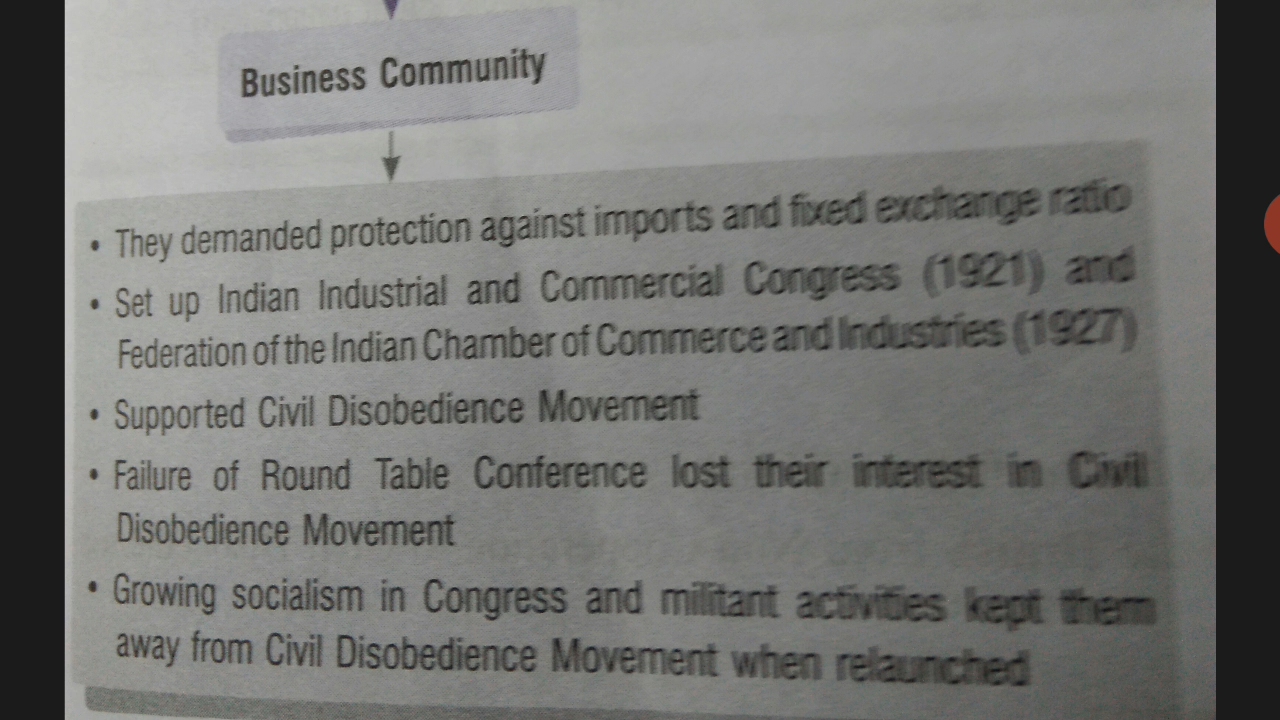 Business Community
• They demanded protection against imports and fixed exchange ratio
• Set up Indian Industrial and Commercial Congress (1921) and
Federation of the Indian Chamber of Commerce and Industries (1927)
• Supported Civil Disobedience Movement
• Failure of Round Table Conference lost their interest in Civil
Disobedience Movement
• Growing socialism in Congress and militant activities kept them
away from Civil Disobedience Movement when relaunched